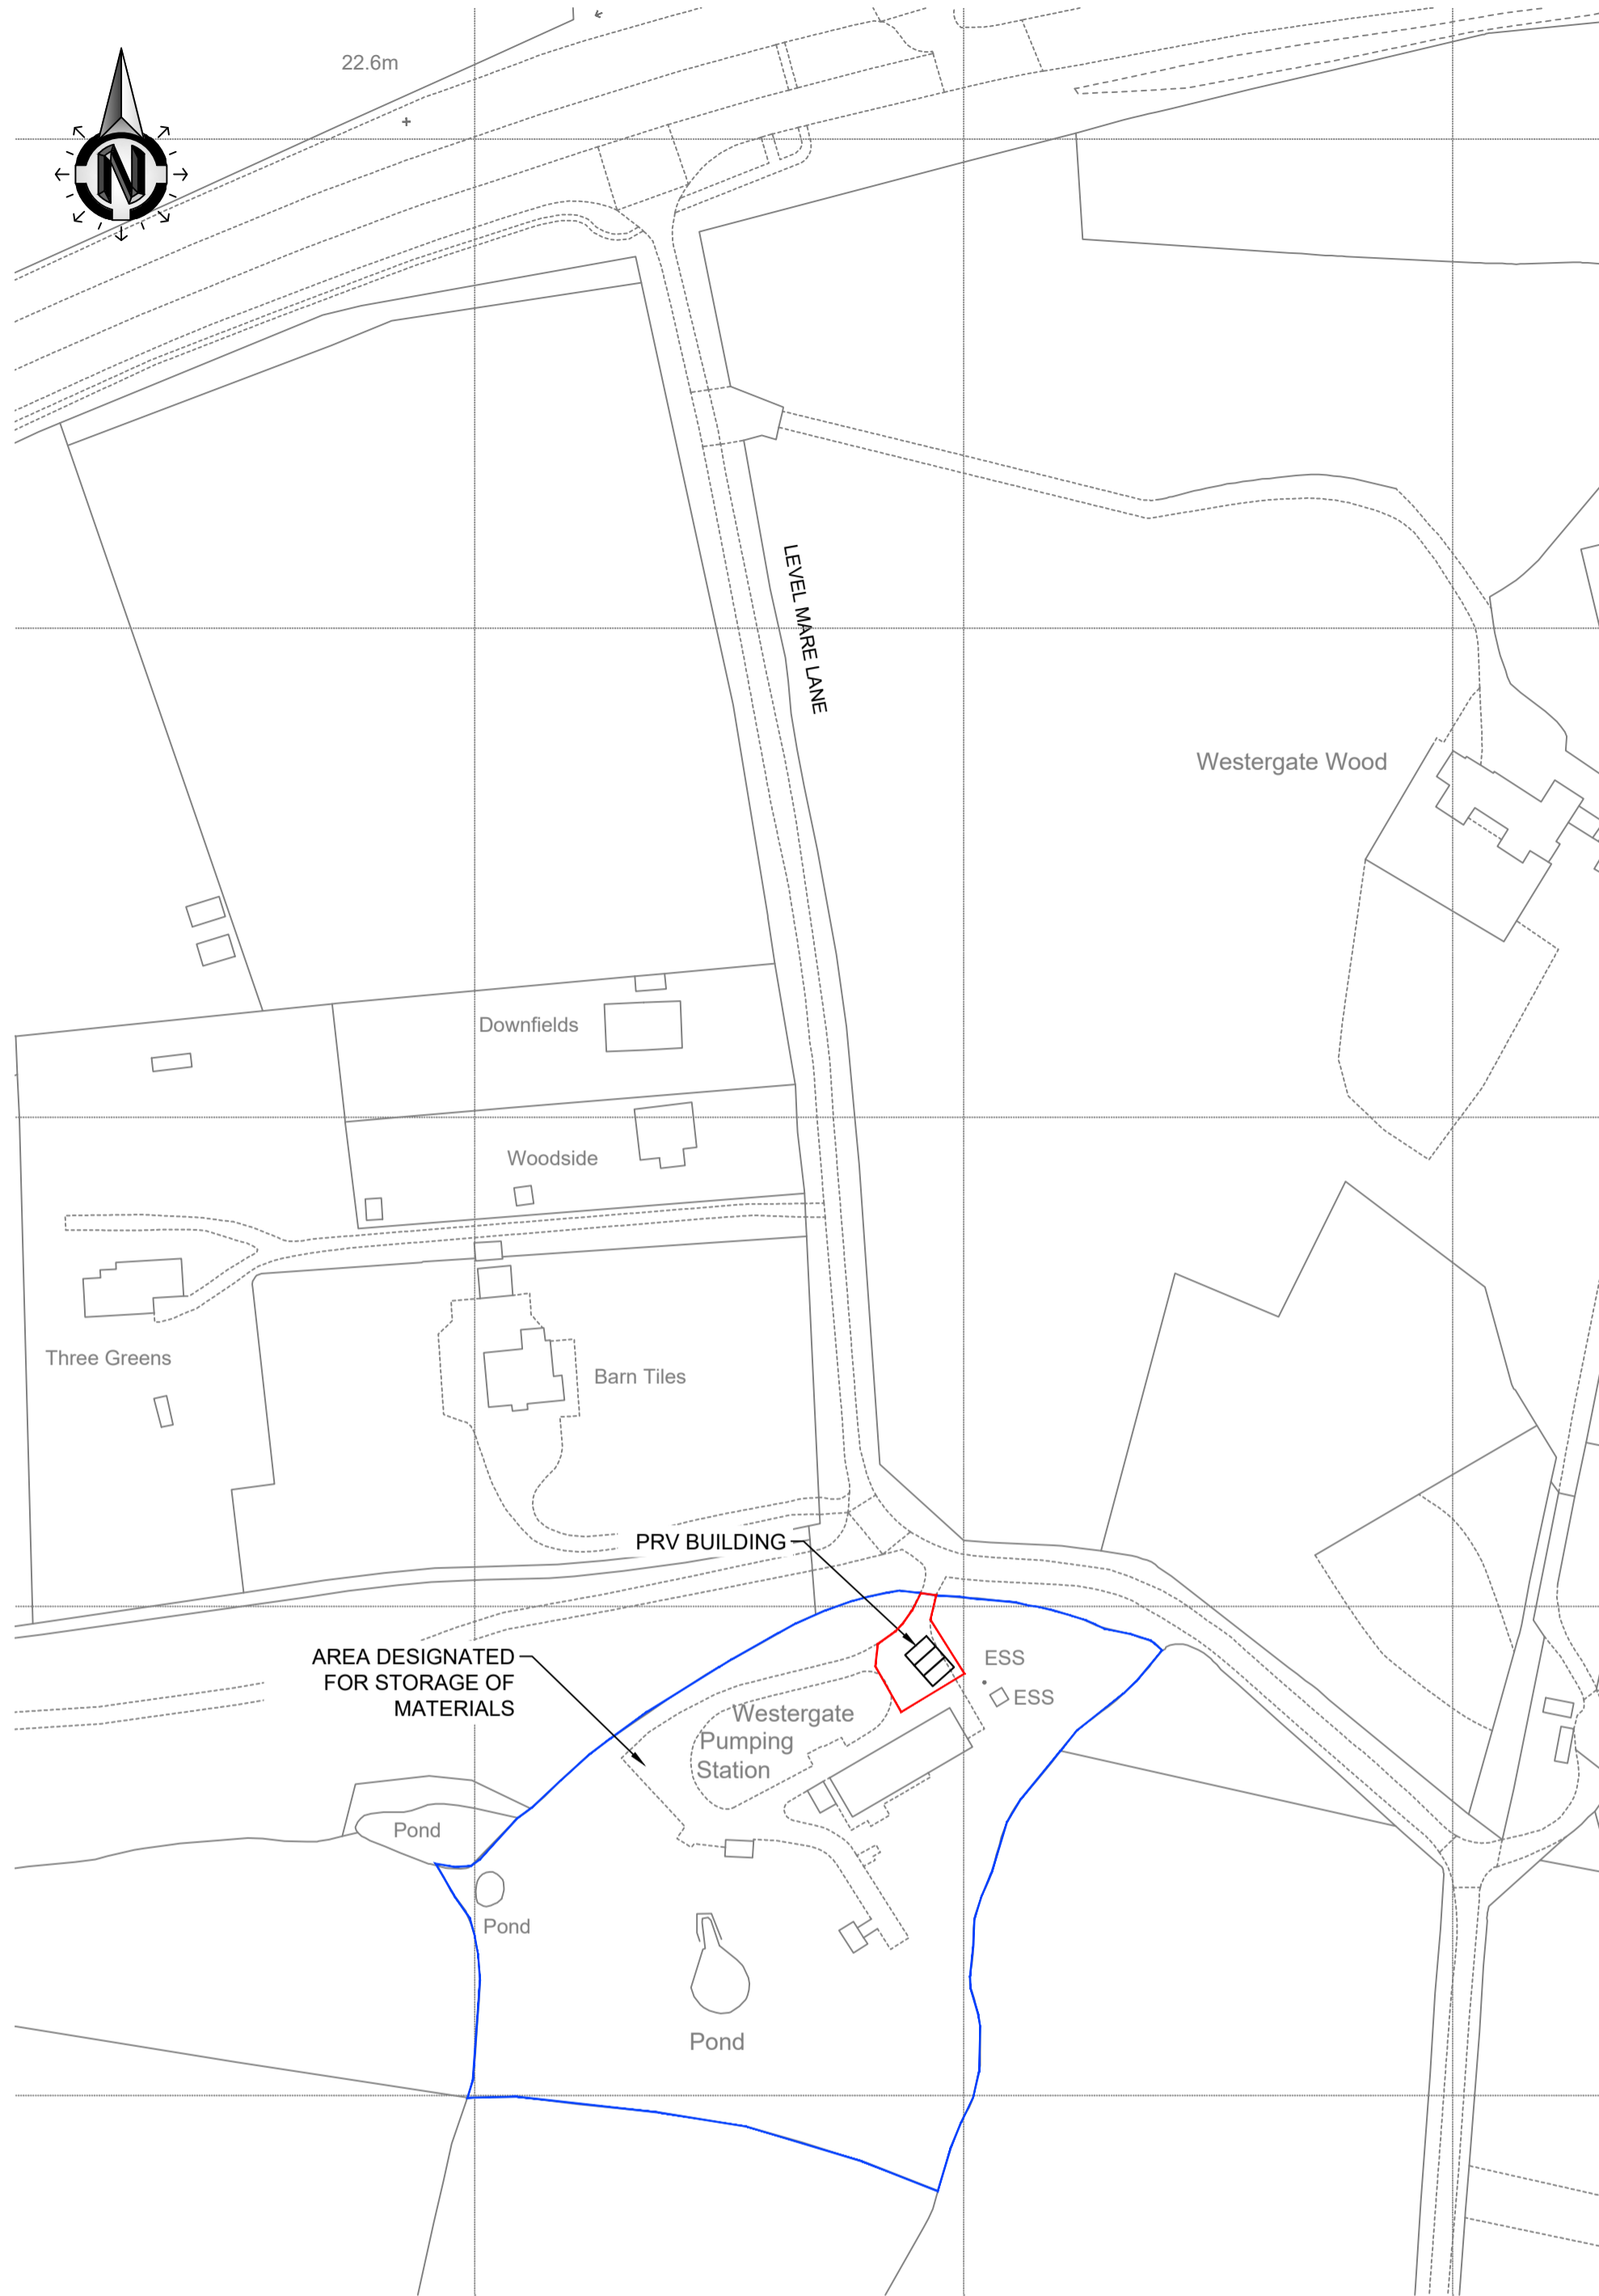 22.6m
N
LEVEL MARE LANE
Westergate Wood
Downfields
Woodside
Three Greens
Barn Tiles
PRV BUILDING
AREA DESIGNATED
FOR STORAGE OF
MATERIALS
ESS
ESS
Westergate
Pumping
Station
Pond
Pond
Pond